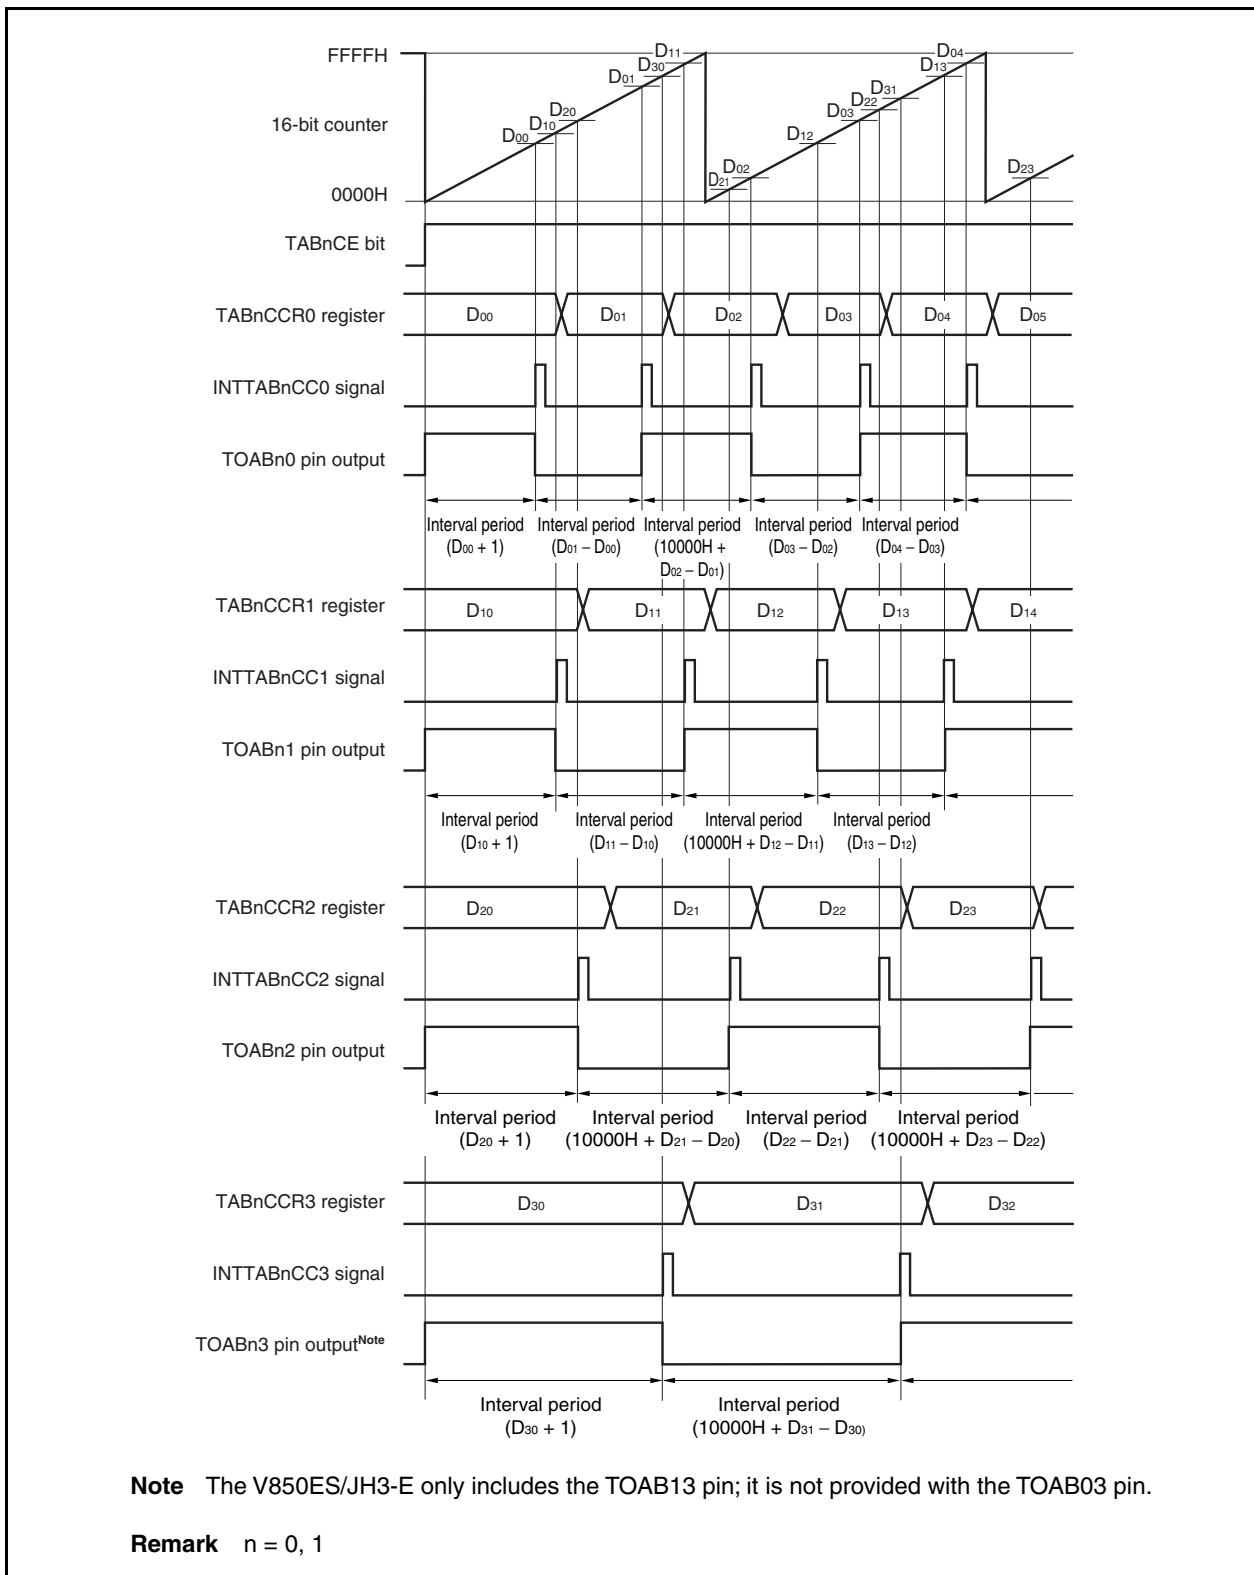 FFFFH
16-bit counter
0000H
D00
D10
D20
D01
D30
D11
D21
D02
D12
D03
D22
D31
D13
D04
D23
TABnCE bit
TABnCCR0 register
D00 D01 D02 D03 D04 D05
INTTABnCC0 signal
TOABn0 pin output
Interval period Interval period Interval period Interval period Interval period
(D00 + 1) (D01 – D00) (10000H + (D03 – D02) (D04 – D03)
D02 – D01)
TABnCCR1 register
D10 D11 D12 D13 D14
INTTABnCC1 signal
TOABn1 pin output
Interval period Interval period Interval period Interval period
(D10 + 1) (D11 – D10) (10000H + D12 – D11) (D13 – D12)
TABnCCR2 register
D20 D21 D22 D23
INTTABnCC2 signal
TOABn2 pin output
Interval period Interval period Interval period Interval period
(D20 + 1) (10000H + D21 – D20) (D22 – D21) (10000H + D23 – D22)
TABnCCR3 register
D30 D31 D32
INTTABnCC3 signal
TOABn3 pin outputNote
Interval period Interval period
(D30 + 1) (10000H + D31 – D30)
Note The V850ES/JH3-E only includes the TOAB13 pin; it is not provided with the TOAB03 pin.
Remark n = 0, 1